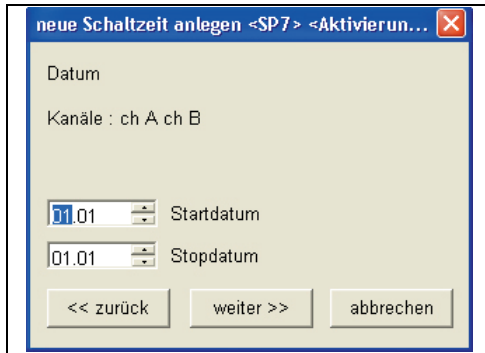 neue Schaltzeit anlegen <SP7> <Aktivierun...
Datum
Kanäle : ch A ch B
01.01 Startdatum
01.01 Stopdatum
<< zurück weiter >> abbrechen